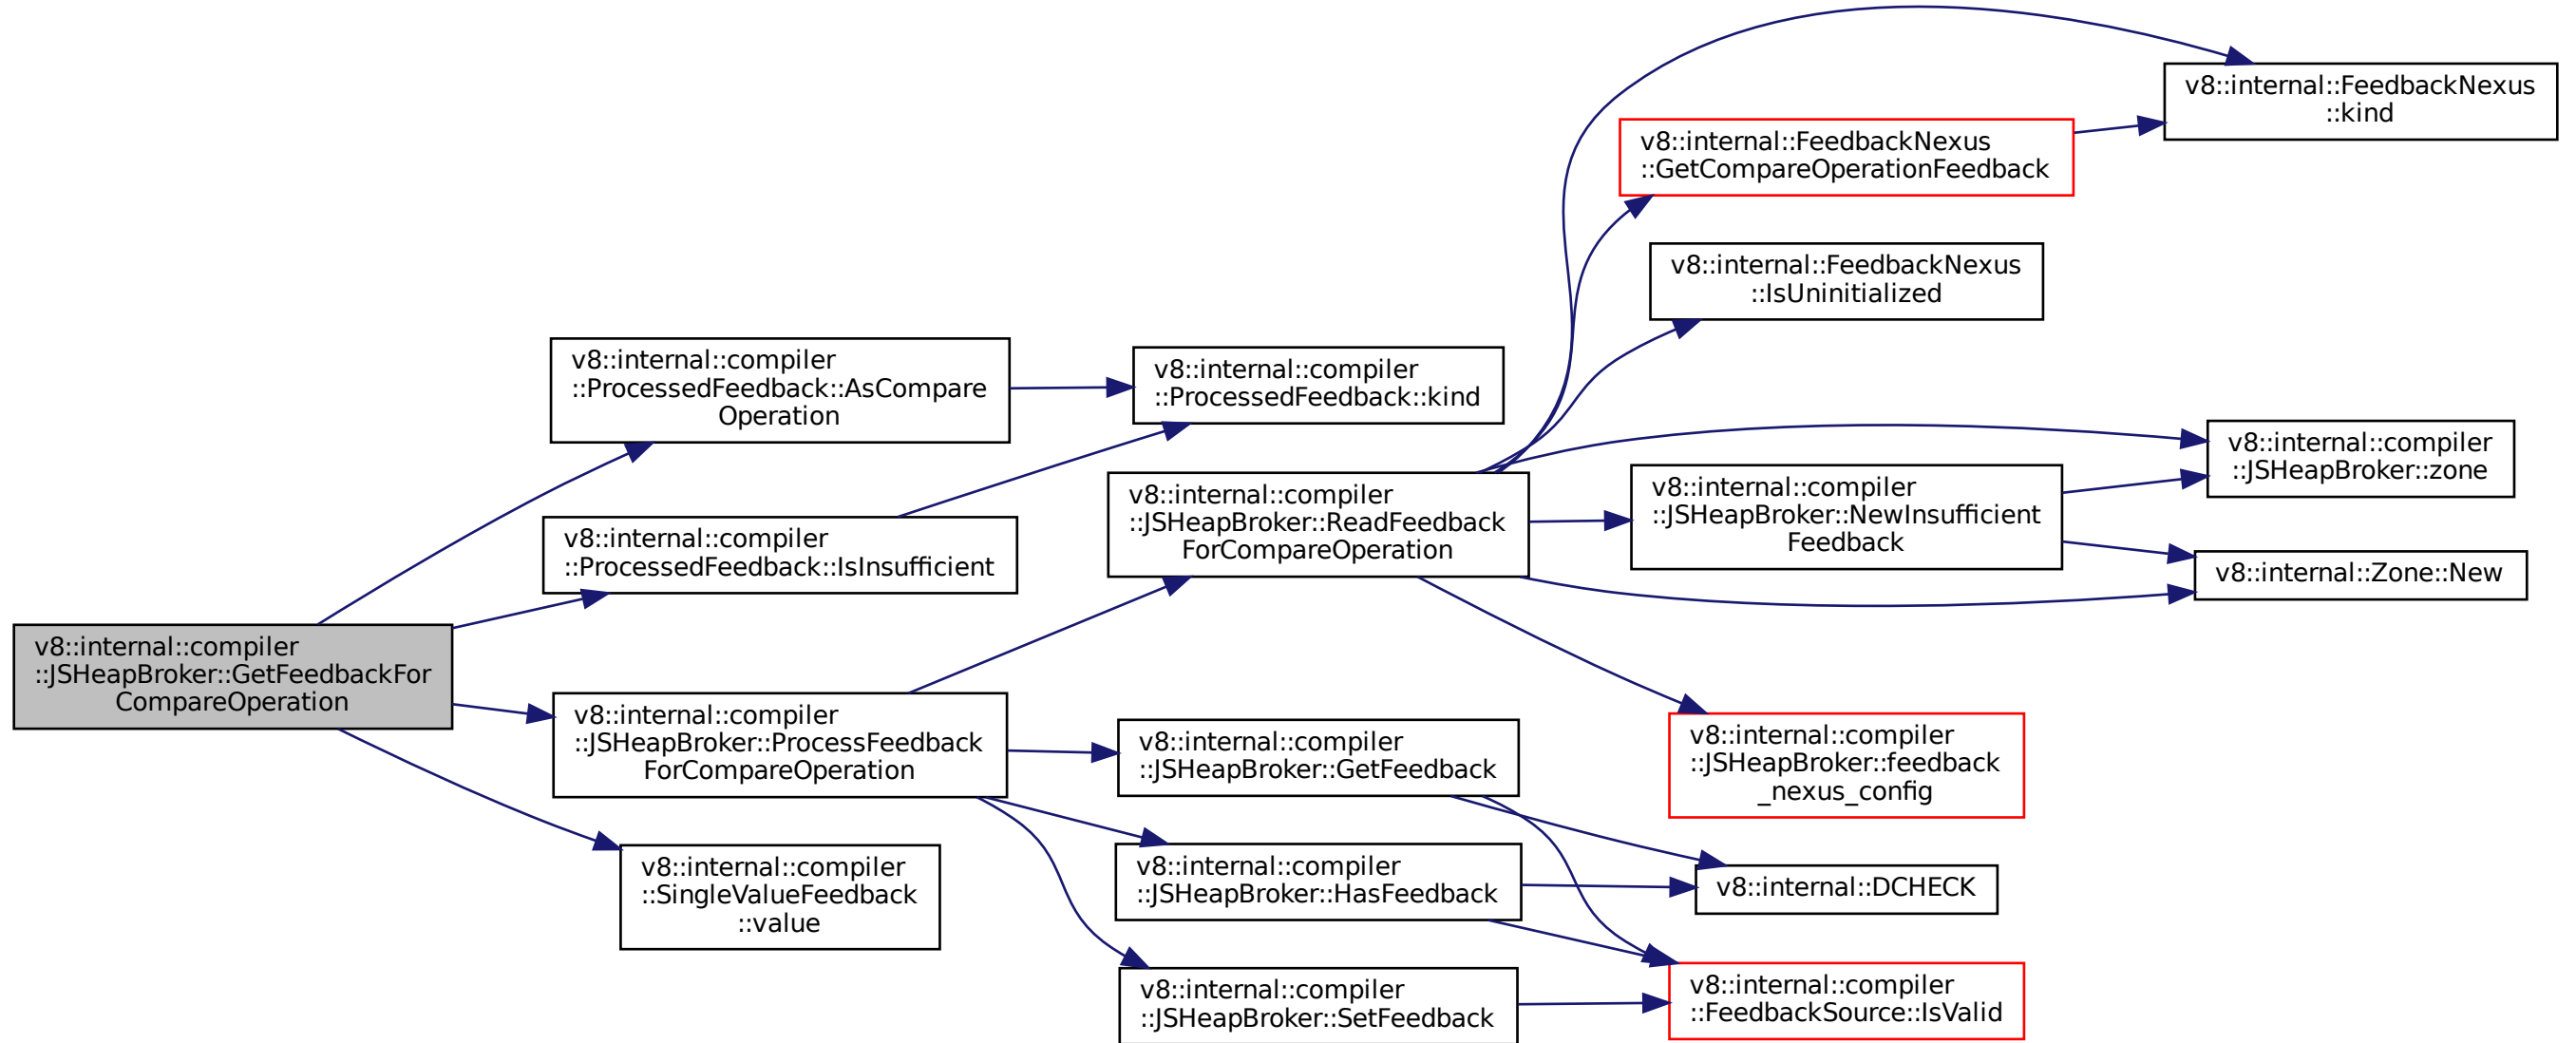 v8::internal::compiler
::JSHeapBroker::GetFeedbackFor
CompareOperation
v8::internal::compiler
::ProcessedFeedback::AsCompare
Operation
v8::internal::compiler
::ProcessedFeedback::IsInsufficient
v8::internal::compiler
::JSHeapBroker::ProcessFeedback
ForCompareOperation
v8::internal::compiler
::SingleValueFeedback
::value
v8::internal::compiler
::ProcessedFeedback::kind
v8::internal::compiler
::JSHeapBroker::ReadFeedback
ForCompareOperation
v8::internal::compiler
::JSHeapBroker::GetFeedback
v8::internal::compiler
::JSHeapBroker::HasFeedback
v8::internal::compiler
::JSHeapBroker::SetFeedback
v8::internal::FeedbackNexus
::GetCompareOperationFeedback
v8::internal::FeedbackNexus
::IsUninitialized
v8::internal::compiler
::JSHeapBroker::NewInsufficient
Feedback
v8::internal::compiler
::JSHeapBroker::feedback
_nexus_config
v8::internal::DCHECK
v8::internal::compiler
::FeedbackSource::IsValid
v8::internal::FeedbackNexus
::kind
v8::internal::compiler
::JSHeapBroker::zone
v8::internal::Zone::New